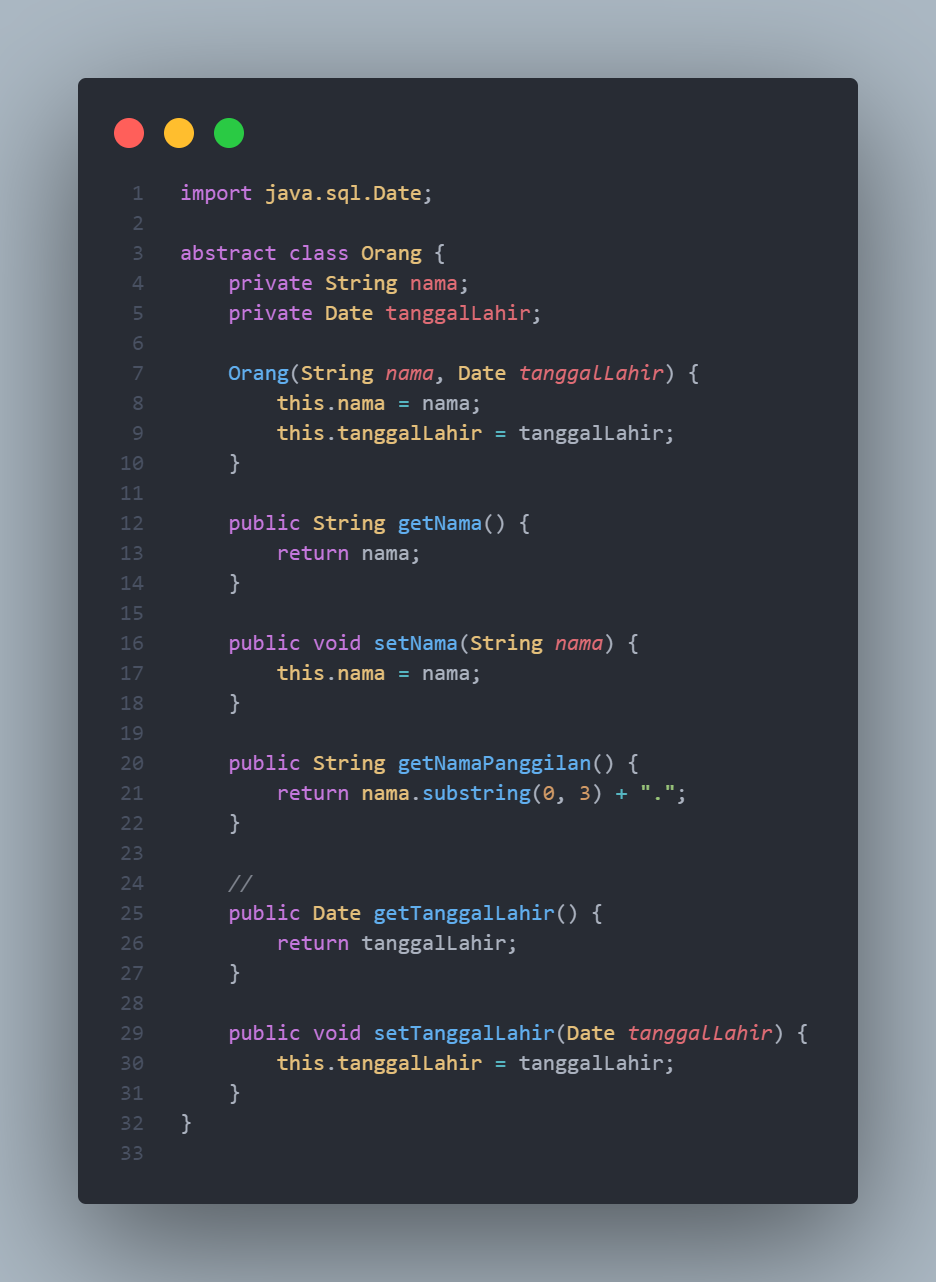 1 import java.sql.Date;
2
3 abstract class Orang {
4     private String nama;
5     private Date tanggalLahir;
6
7     Orang(String nama, Date tanggalLahir) {
8         this.nama = nama;
9         this.tanggalLahir = tanggalLahir;
10     }
11
12     public String getNama() {
13         return nama;
14     }
15
16     public void setNama(String nama) {
17         this.nama = nama;
18     }
19
20     public String getNamaPanggilan() {
21         return nama.substring(0, 3) + ".";
22     }
23
24     //
25     public Date getTanggalLahir() {
26         return tanggalLahir;
27     }
28
29     public void setTanggalLahir(Date tanggalLahir) {
30         this.tanggalLahir = tanggalLahir;
31     }
32 }
33